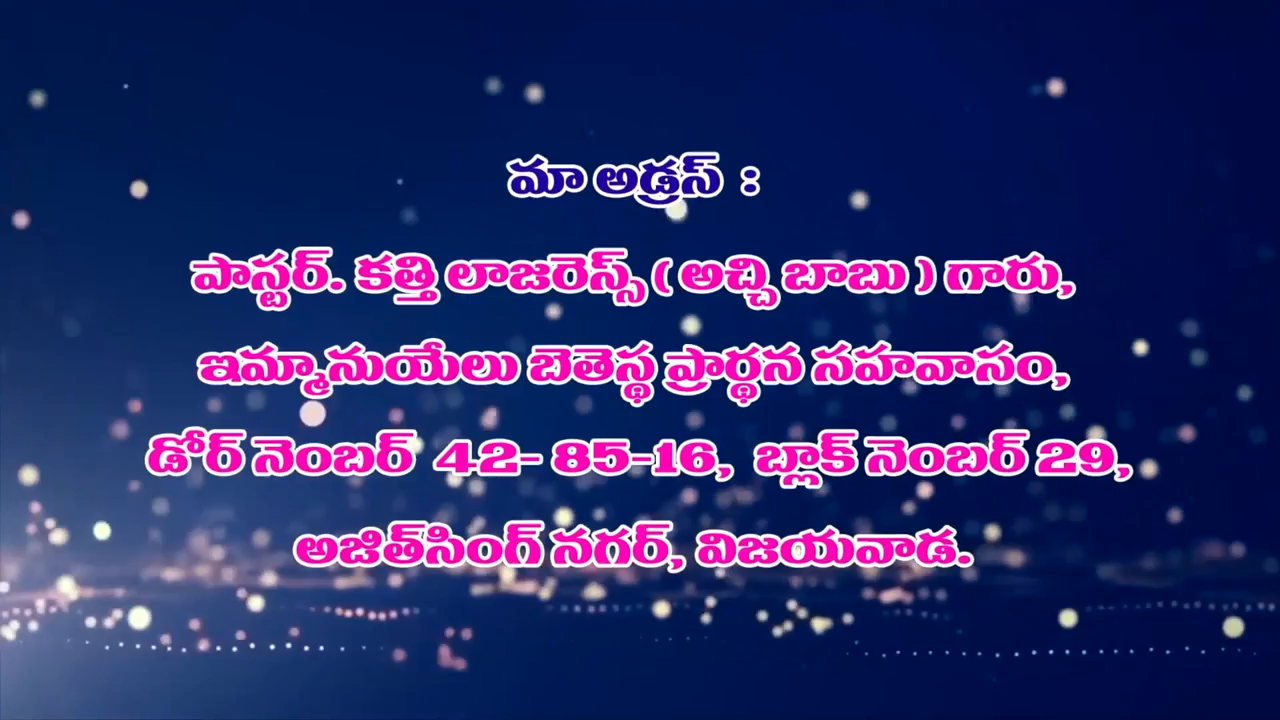 మా అడ్రస్ :
పాస్టర్. కత్తి లాజరెస్స్ ( అచ్చి బాబు ) గారు,
ఇమ్మానుయేలు బెతెస్థ ప్రార్థన సహవాసం,
డోర్ నెంబర్ 42- 85-16, బ్లాక్ నెంబర్ 29,
అజిత్‌సింగ్ నగర్, విజయవాడ.